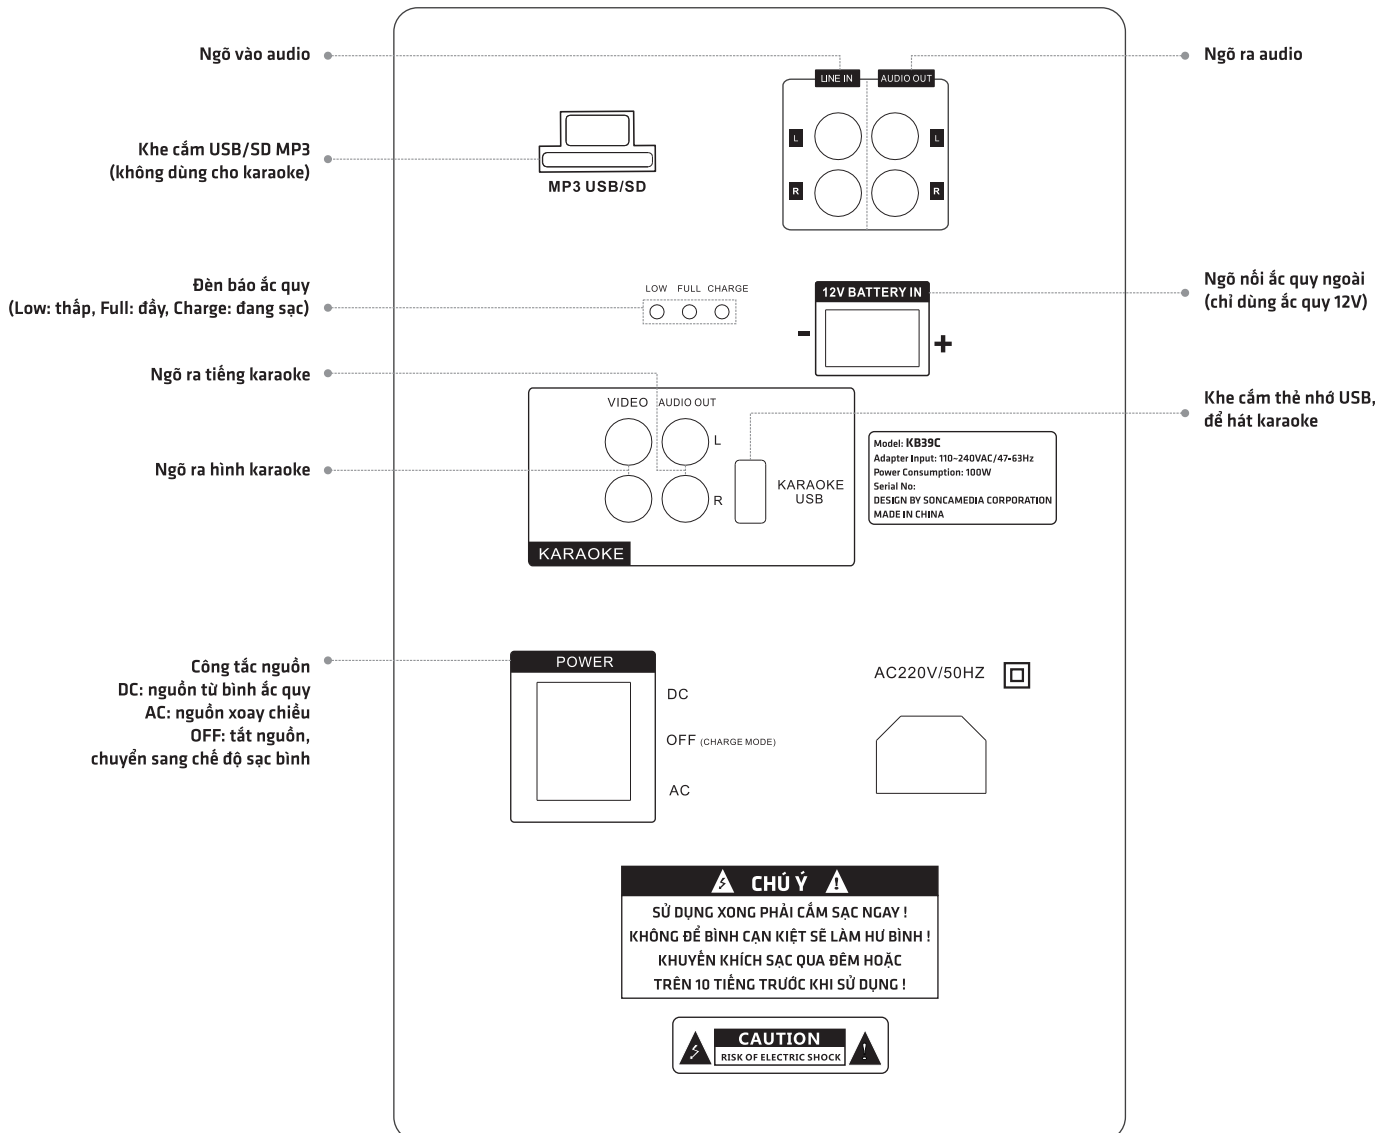 Ngõ vào audio
Ngõ ra audio
LINE IN
AUDIO OUT
L
L
R
R
Khe cắm USB/SD MP3
(không dùng cho karaoke)
MP3 USB/SD
Đèn báo ắc quy
(Low: thấp, Full: đầy, Charge: đang sạc)
LOW FULL CHARGE
12V BATTERY IN
- +
Ngõ nối ắc quy ngoài
(chỉ dùng ắc quy 12V)
Ngõ ra tiếng karaoke
Khe cắm thẻ nhớ USB,
để hát karaoke
VIDEO AUDIO OUT
L
R
Ngõ ra hình karaoke
KARAOKE
USB
KARAOKE
Model: KB39C
Adapter Input: 110~240VAC/47-63Hz
Power Consumption: 100W
Serial No:
DESIGN BY SONCAMEDIA CORPORATION
MADE IN CHINA
Công tắc nguồn
DC: nguồn từ bình ắc quy
AC: nguồn xoay chiều
OFF: tắt nguồn,
chuyển sang chế độ sạc bình
POWER
DC
OFF (CHARGE MODE)
AC
AC220V/50HZ
CHÚ Ý
SỬ DỤNG XONG PHẢI CẮM SẠC NGAY !
KHÔNG ĐỂ BÌNH CẠN KIỆT SẼ LÀM HƯ BÌNH !
KHUYẾN KHÍCH SẠC QUA ĐÊM HOẶC
TRÊN 10 TIẾNG TRƯỚC KHI SỬ DỤNG !
CAUTION
RISK OF ELECTRIC SHOCK